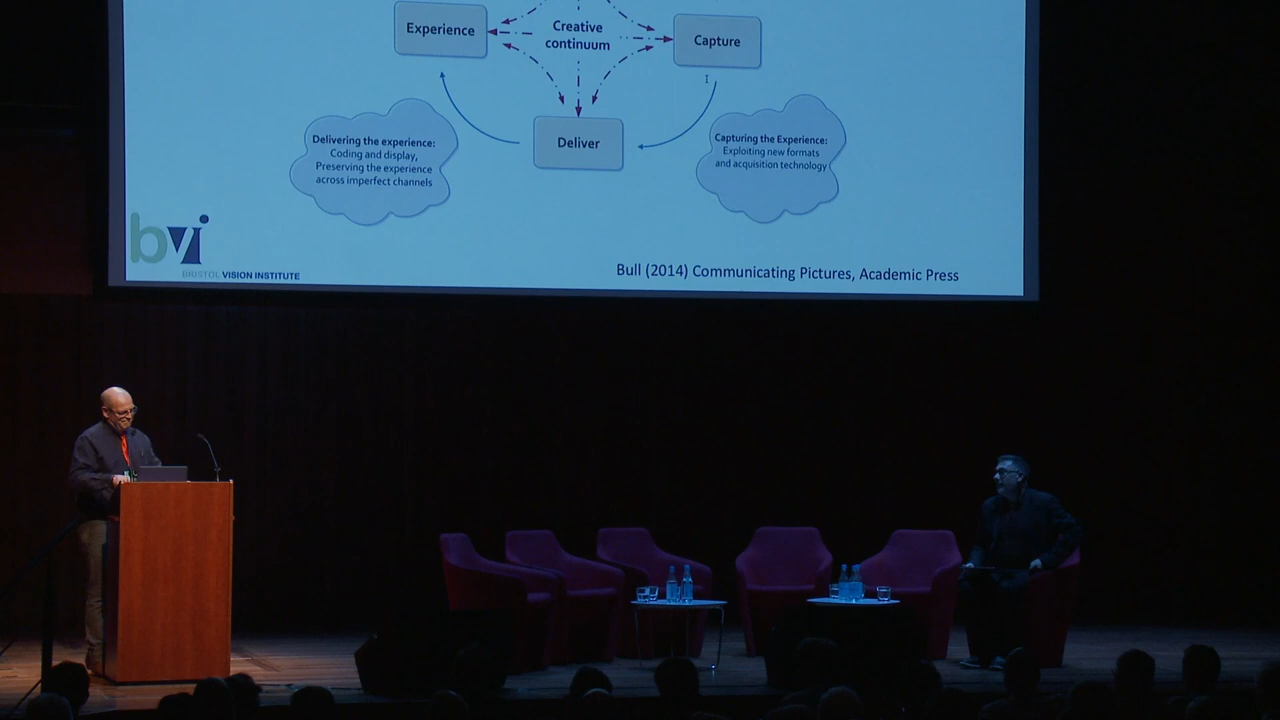 Experience
Creative
continuum
Capture
Deliver
Delivering the experience:
Coding and display,
Preserving the experience
across imperfect channels
Capturing the Experience:
Exploiting new formats
and acquisition technology
bvi
BRISTOL VISION INSTITUTE
Bull (2014) Communicating Pictures, Academic Press